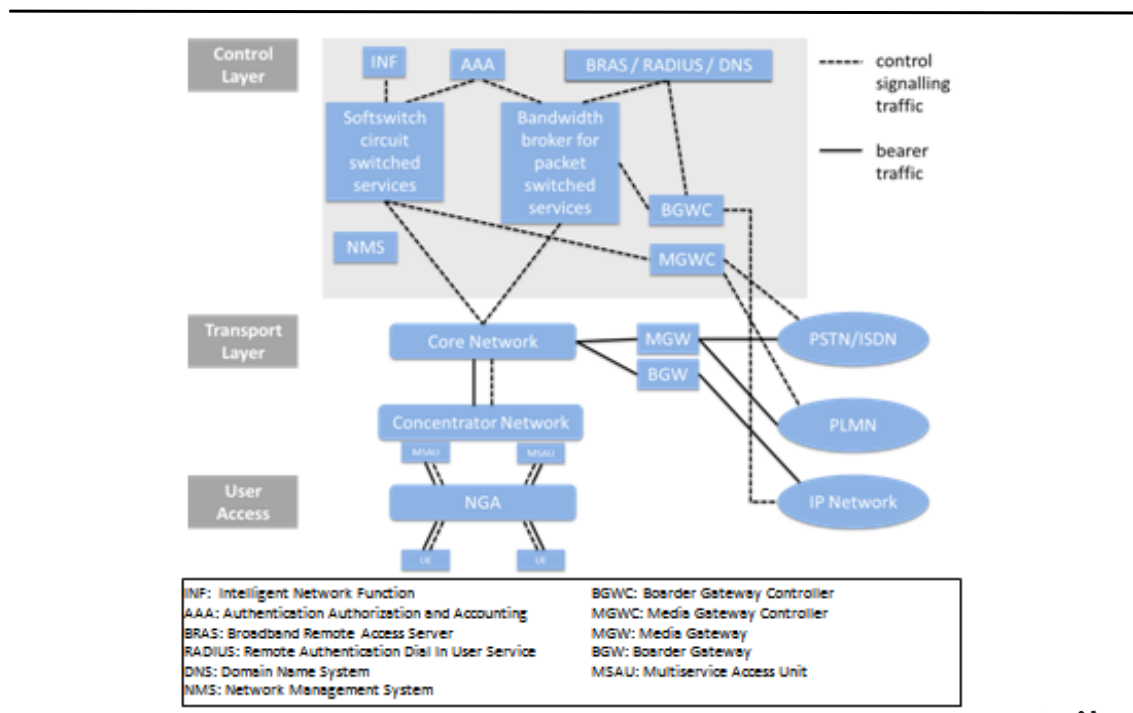 Control
Layer
INF
AAA
BRAS / RADIUS / DNS
control
signalling
traffic
Softswitch
circuit
switched
services
Bandwidth
broker for
packet
switched
services
bearer
traffic
BGWC
NMS
MGWC
Transport
Layer
Core Network
MGW
PSTN/ISDN
BGW
Concentrator Network
PLMN
MSAU
MSAU
User
Access
NGA
IP Network
UE
UE
INF: Intelligent Network Function
AAA: Authentication Authorization and Accounting
BRAS: Broadband Remote Access Server
RADIUS: Remote Authentication Dial In User Service
DNS: Domain Name System
NMS: Network Management System
BGWC: Boarder Gateway Controller
MGWC: Media Gateway Controller
MGW: Media Gateway
BGW: Boarder Gateway
MSAU: Multiservice Access Unit